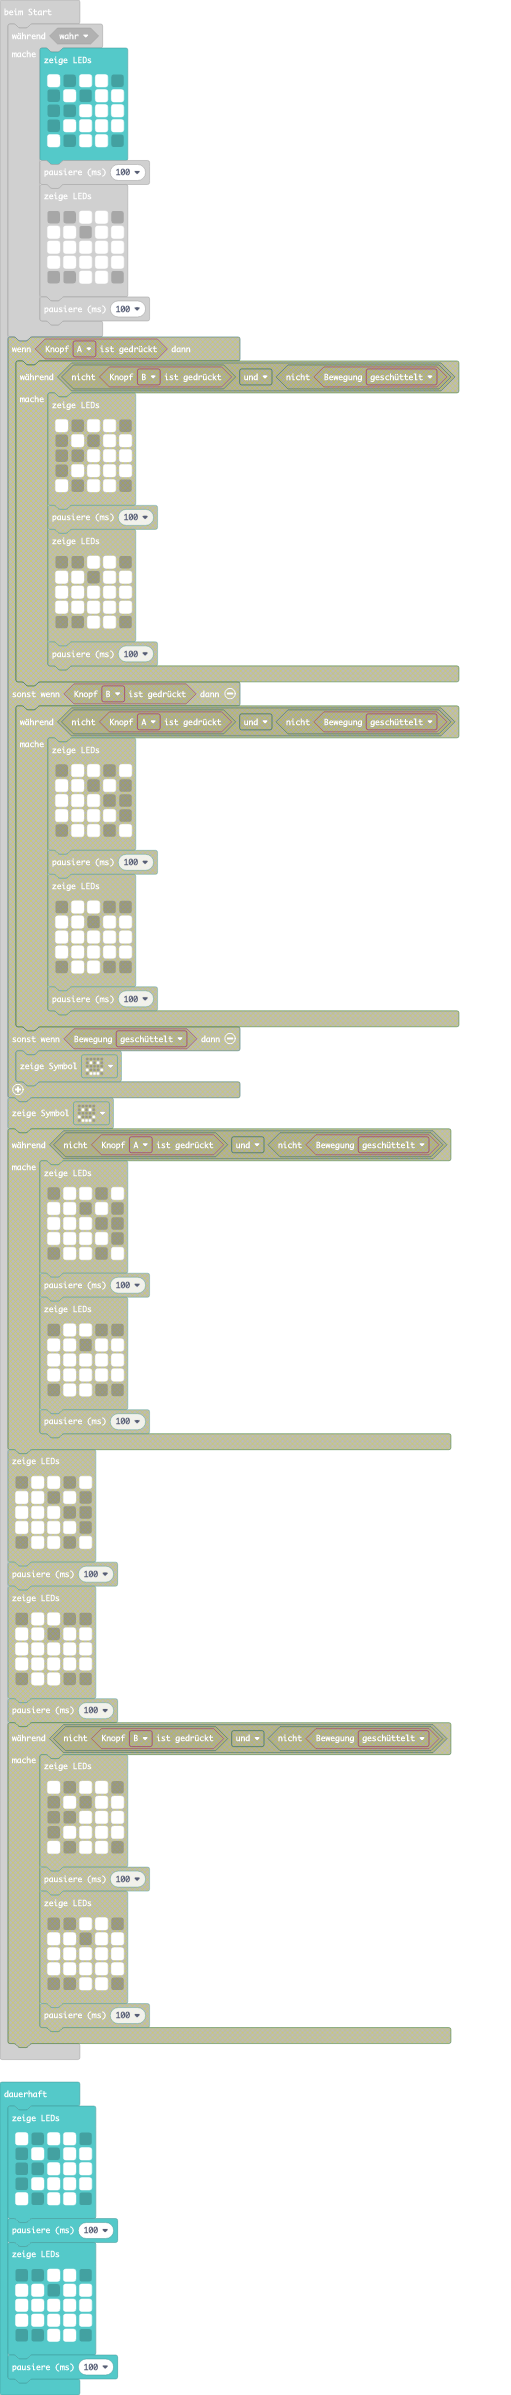 beim Start
während wahr
mache
zeige LEDs
pausiere (ms) 100
zeige LEDs
pausiere (ms) 100
wenn Knopf A ist gedrückt dann
während nicht Knopf B ist gedrückt und nicht Bewegung geschüttelt
mache
zeige LEDs
pausiere (ms) 100
zeige LEDs
pausiere (ms) 100
sonst wenn Knopf B ist gedrückt dann
während nicht Knopf A ist gedrückt und nicht Bewegung geschüttelt
mache
zeige LEDs
pausiere (ms) 100
zeige LEDs
pausiere (ms) 100
sonst wenn Bewegung geschüttelt dann
zeige Symbol
zeige Symbol
während nicht Knopf A ist gedrückt und nicht Bewegung geschüttelt
mache
zeige LEDs
pausiere (ms) 100
zeige LEDs
pausiere (ms) 100
zeige LEDs
pausiere (ms) 100
zeige LEDs
pausiere (ms) 100
während nicht Knopf B ist gedrückt und nicht Bewegung geschüttelt
mache
zeige LEDs
pausiere (ms) 100
zeige LEDs
pausiere (ms) 100
dauerhaft
zeige LEDs
pausiere (ms) 100
zeige LEDs
pausiere (ms) 100